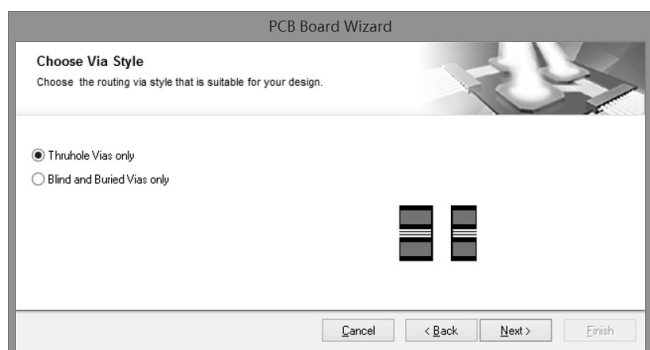 PCB Board Wizard
Choose Via Style
Choose the routing via style that is suitable for your design.
Thruhole Vias only
Blind and Buried Vias only
Cancel
< Back
Next >
Finish